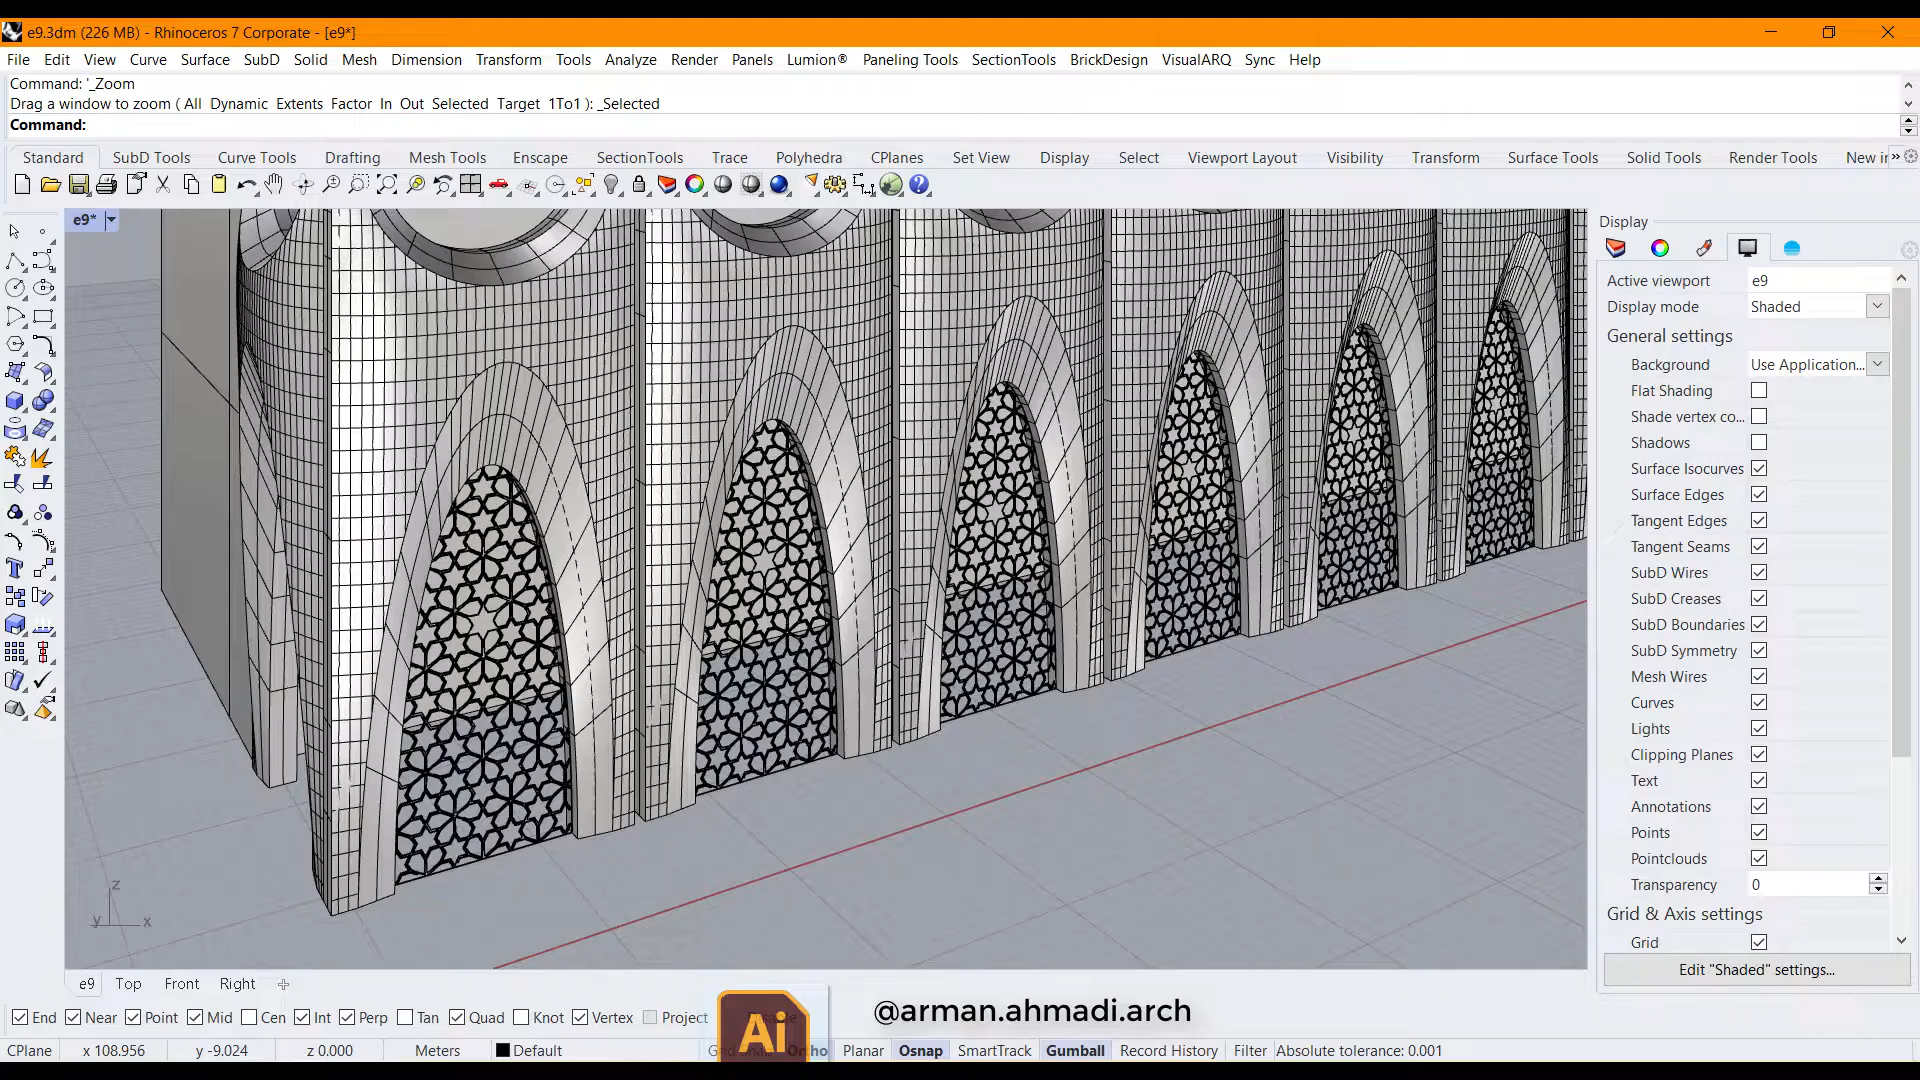 e9.3dm (226 MB) - Rhinoceros 7 Corporate - [e9*]
File Edit View Curve Surface SubD Solid Mesh Dimension Transform Tools Analyze Render Panels Lumion® Paneling Tools SectionTools BrickDesign VisualARQ Sync Help
Command: '_Zoom
Drag a window to zoom ( All Dynamic Extents Factor In Out Selected Target 1To1 ): _Selected
Command:
Standard SubD Tools Curve Tools Drafting Mesh Tools Enscape SectionTools Trace Polyhedra CPlanes Set View Display Select Viewport Layout Visibility Transform Surface Tools Solid Tools Render Tools New in »
e9*
Display
Active viewport e9
Display mode Shaded
General settings
Background Use Application...
Flat Shading
Shade vertex co...
Shadows
Surface Isocurves
Surface Edges
Tangent Edges
Tangent Seams
SubD Wires
SubD Creases
SubD Boundaries
SubD Symmetry
Mesh Wires
Curves
Lights
Clipping Planes
Text
Annotations
Points
Pointclouds
Transparency 0
Grid & Axis settings
Grid
Edit "Shaded" settings...
z
y x
e9 Top Front Right
End Near Point Mid Cen Int Perp Tan Quad Knot Vertex Project
Ai
@arman.ahmadi.arch
CPlane x 108.956 y -9.024 z 0.000 Meters Default Ortho Planar Osnap SmartTrack Gumball Record History Filter Absolute tolerance: 0.001